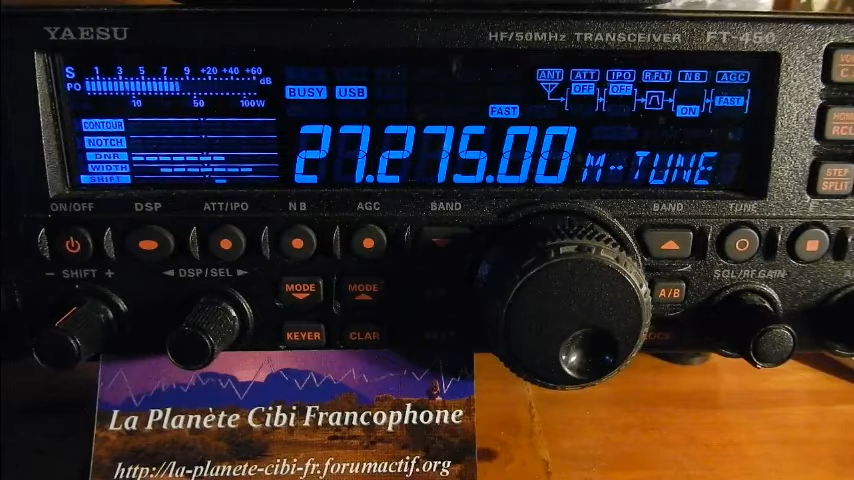 YAESU HF/50MHz TRANSCEIVER FT-450
S 1 3 5 7 9 +20 +40 +60 dB
PO
10 50 100W
BUSY USB
ANT ATT IPO R.FLT NB AGC
OFF OFF ON FAST
FAST
CONTOUR
NOTCH
DNR
WIDTH
SHIFT
27.275.00 M-TUNE
HOME
RCL
STEP
SPLIT
ON/OFF DSP ATT/IPO NB AGC BAND BAND TUNE
- SHIFT + DSP/SEL MODE MODE A/B SQL/RF GAIN
KEYER CLAR
La Planète Cibi Francophone
http://la-planete-cibi-fr.forumactif.org